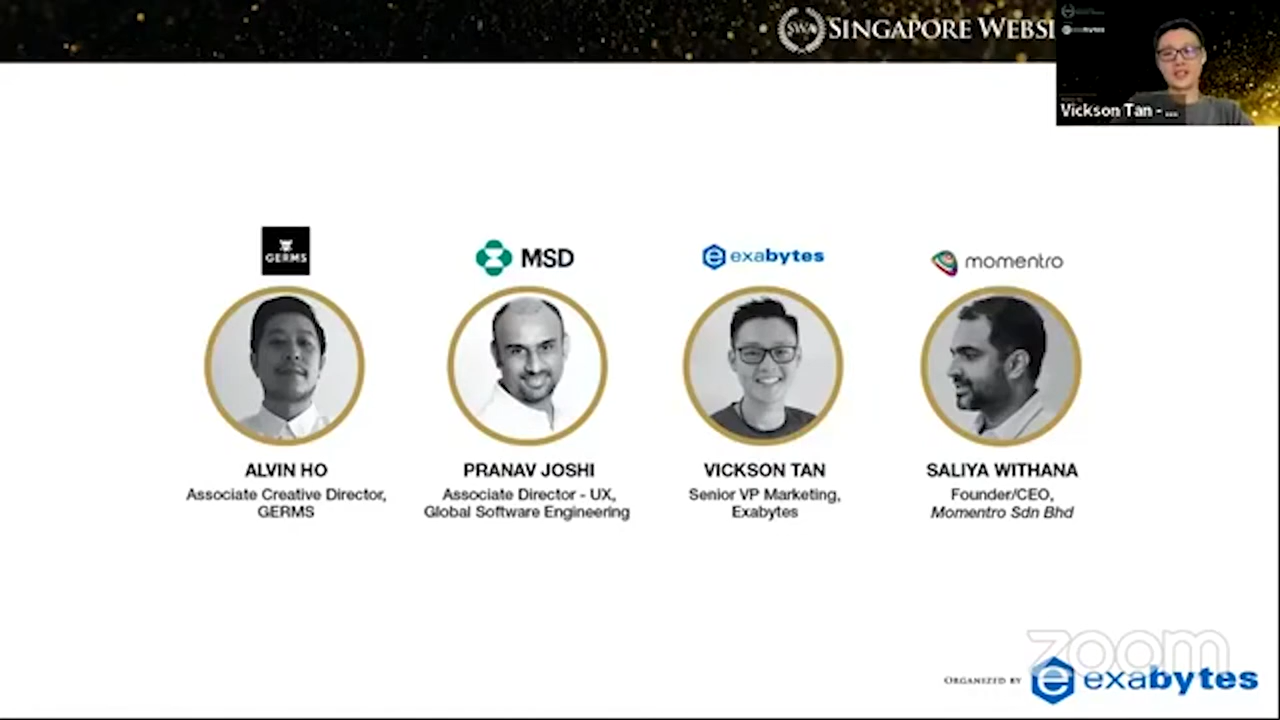 SWA SINGAPORE WEBSI
exabytes
Vickson Tan - ...
GERMS
MSD
exabytes
momentro
ALVIN HO
Associate Creative Director,
GERMS
PRANAV JOSHI
Associate Director - UX,
Global Software Engineering
VICKSON TAN
Senior VP Marketing,
Exabytes
SALIYA WITHANA
Founder/CEO,
Momentro Sdn Bhd
zoom
ORGANIZED BY exabytes